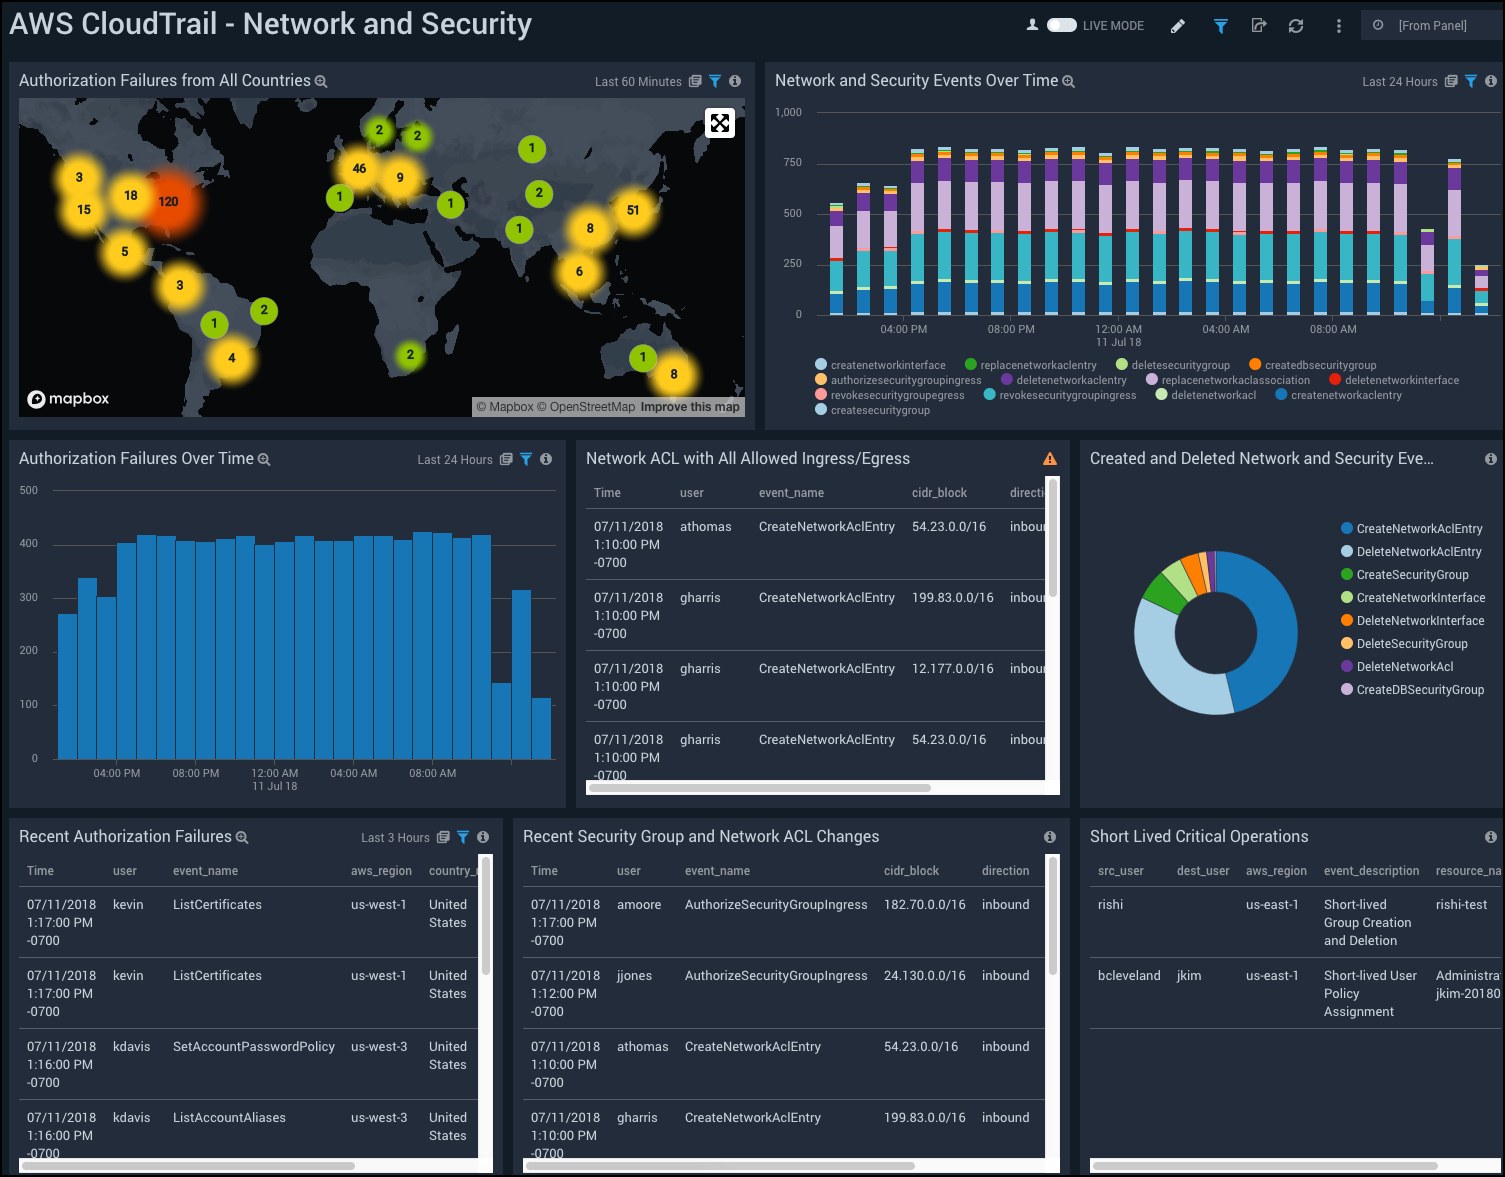 AWS CloudTrail - Network and Security
LIVE MODE
[From Panel]
Authorization Failures from All Countries
Last 60 Minutes
2
2
1
3
46
9
18
120
1
2
15
1
51
1
8
5
6
3
2
1
4
2
1
8
mapbox
© Mapbox © OpenStreetMap Improve this map
Network and Security Events Over Time
Last 24 Hours
1,000
750
500
250
0
04:00 PM 08:00 PM 12:00 AM 04:00 AM 08:00 AM
11 Jul 18
createnetworkinterface replacenetworkaclentry deletesecuritygroup createdbsecuritygroup
authorizesecuritygroupingress deletenetworkaclentry replacenetworkaclassociation deletenetworkinterface
revokesecuritygroupegress revokesecuritygroupingress deletenetworkacl createnetworkaclentry
createsecuritygroup
Authorization Failures Over Time
Last 24 Hours
500
400
300
200
100
0
04:00 PM 08:00 PM 12:00 AM 04:00 AM 08:00 AM
11 Jul 18
Network ACL with All Allowed Ingress/Egress
Time user event_name cidr_block directi
07/11/2018 athomas CreateNetworkAclEntry 54.23.0.0/16 inbour
1:10:00 PM
-0700
07/11/2018 gharris CreateNetworkAclEntry 199.83.0.0/16 inbour
1:10:00 PM
-0700
07/11/2018 gharris CreateNetworkAclEntry 12.177.0.0/16 inbour
1:10:00 PM
-0700
07/11/2018 gharris CreateNetworkAclEntry 54.23.0.0/16 inbour
1:10:00 PM
-0700
Created and Deleted Network and Security Eve...
CreateNetworkAclEntry
DeleteNetworkAclEntry
CreateSecurityGroup
CreateNetworkInterface
DeleteNetworkInterface
DeleteSecurityGroup
DeleteNetworkAcl
CreateDBSecurityGroup
Recent Authorization Failures
Last 3 Hours
Time user event_name aws_region country_
07/11/2018 kevin ListCertificates us-west-1 United
1:17:00 PM States
-0700
07/11/2018 kevin ListCertificates us-west-1 United
1:17:00 PM States
-0700
07/11/2018 kdavis SetAccountPasswordPolicy us-west-3 United
1:16:00 PM States
-0700
07/11/2018 kdavis ListAccountAliases us-west-3 United
1:16:00 PM States
-0700
Recent Security Group and Network ACL Changes
Time user event_name cidr_block direction
07/11/2018 amoore AuthorizeSecurityGroupIngress 182.70.0.0/16 inbound
1:17:00 PM
-0700
07/11/2018 jjones AuthorizeSecurityGroupIngress 24.130.0.0/16 inbound
1:12:00 PM
-0700
07/11/2018 athomas CreateNetworkAclEntry 54.23.0.0/16 inbound
1:10:00 PM
-0700
07/11/2018 gharris CreateNetworkAclEntry 199.83.0.0/16 inbound
1:10:00 PM
-0700
Short Lived Critical Operations
src_user dest_user aws_region event_description resource_na
rishi us-east-1 Short-lived rishi-test
Group Creation
and Deletion
bcleveland jkim us-east-1 Short-lived User Administra
Policy jkim-20180
Assignment